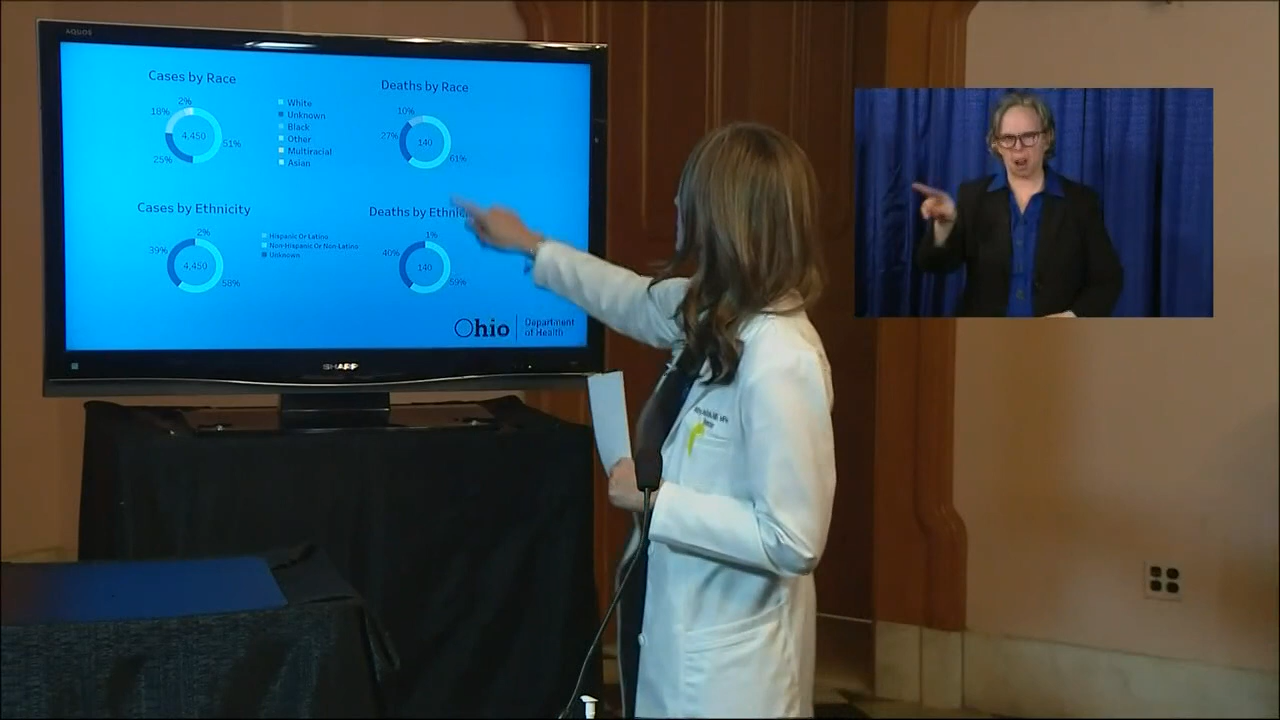 AQUOS
Cases by Race
2%
18%
4,450
51%
25%
White
Unknown
Black
Other
Multiracial
Asian
Deaths by Race
10%
27%
140
61%
Cases by Ethnicity
2%
39%
4,450
58%
Hispanic Or Latino
Non-Hispanic Or Non-Latino
Unknown
Deaths by
1%
40%
140
59%
Ohio
Department
of Health
SHARP